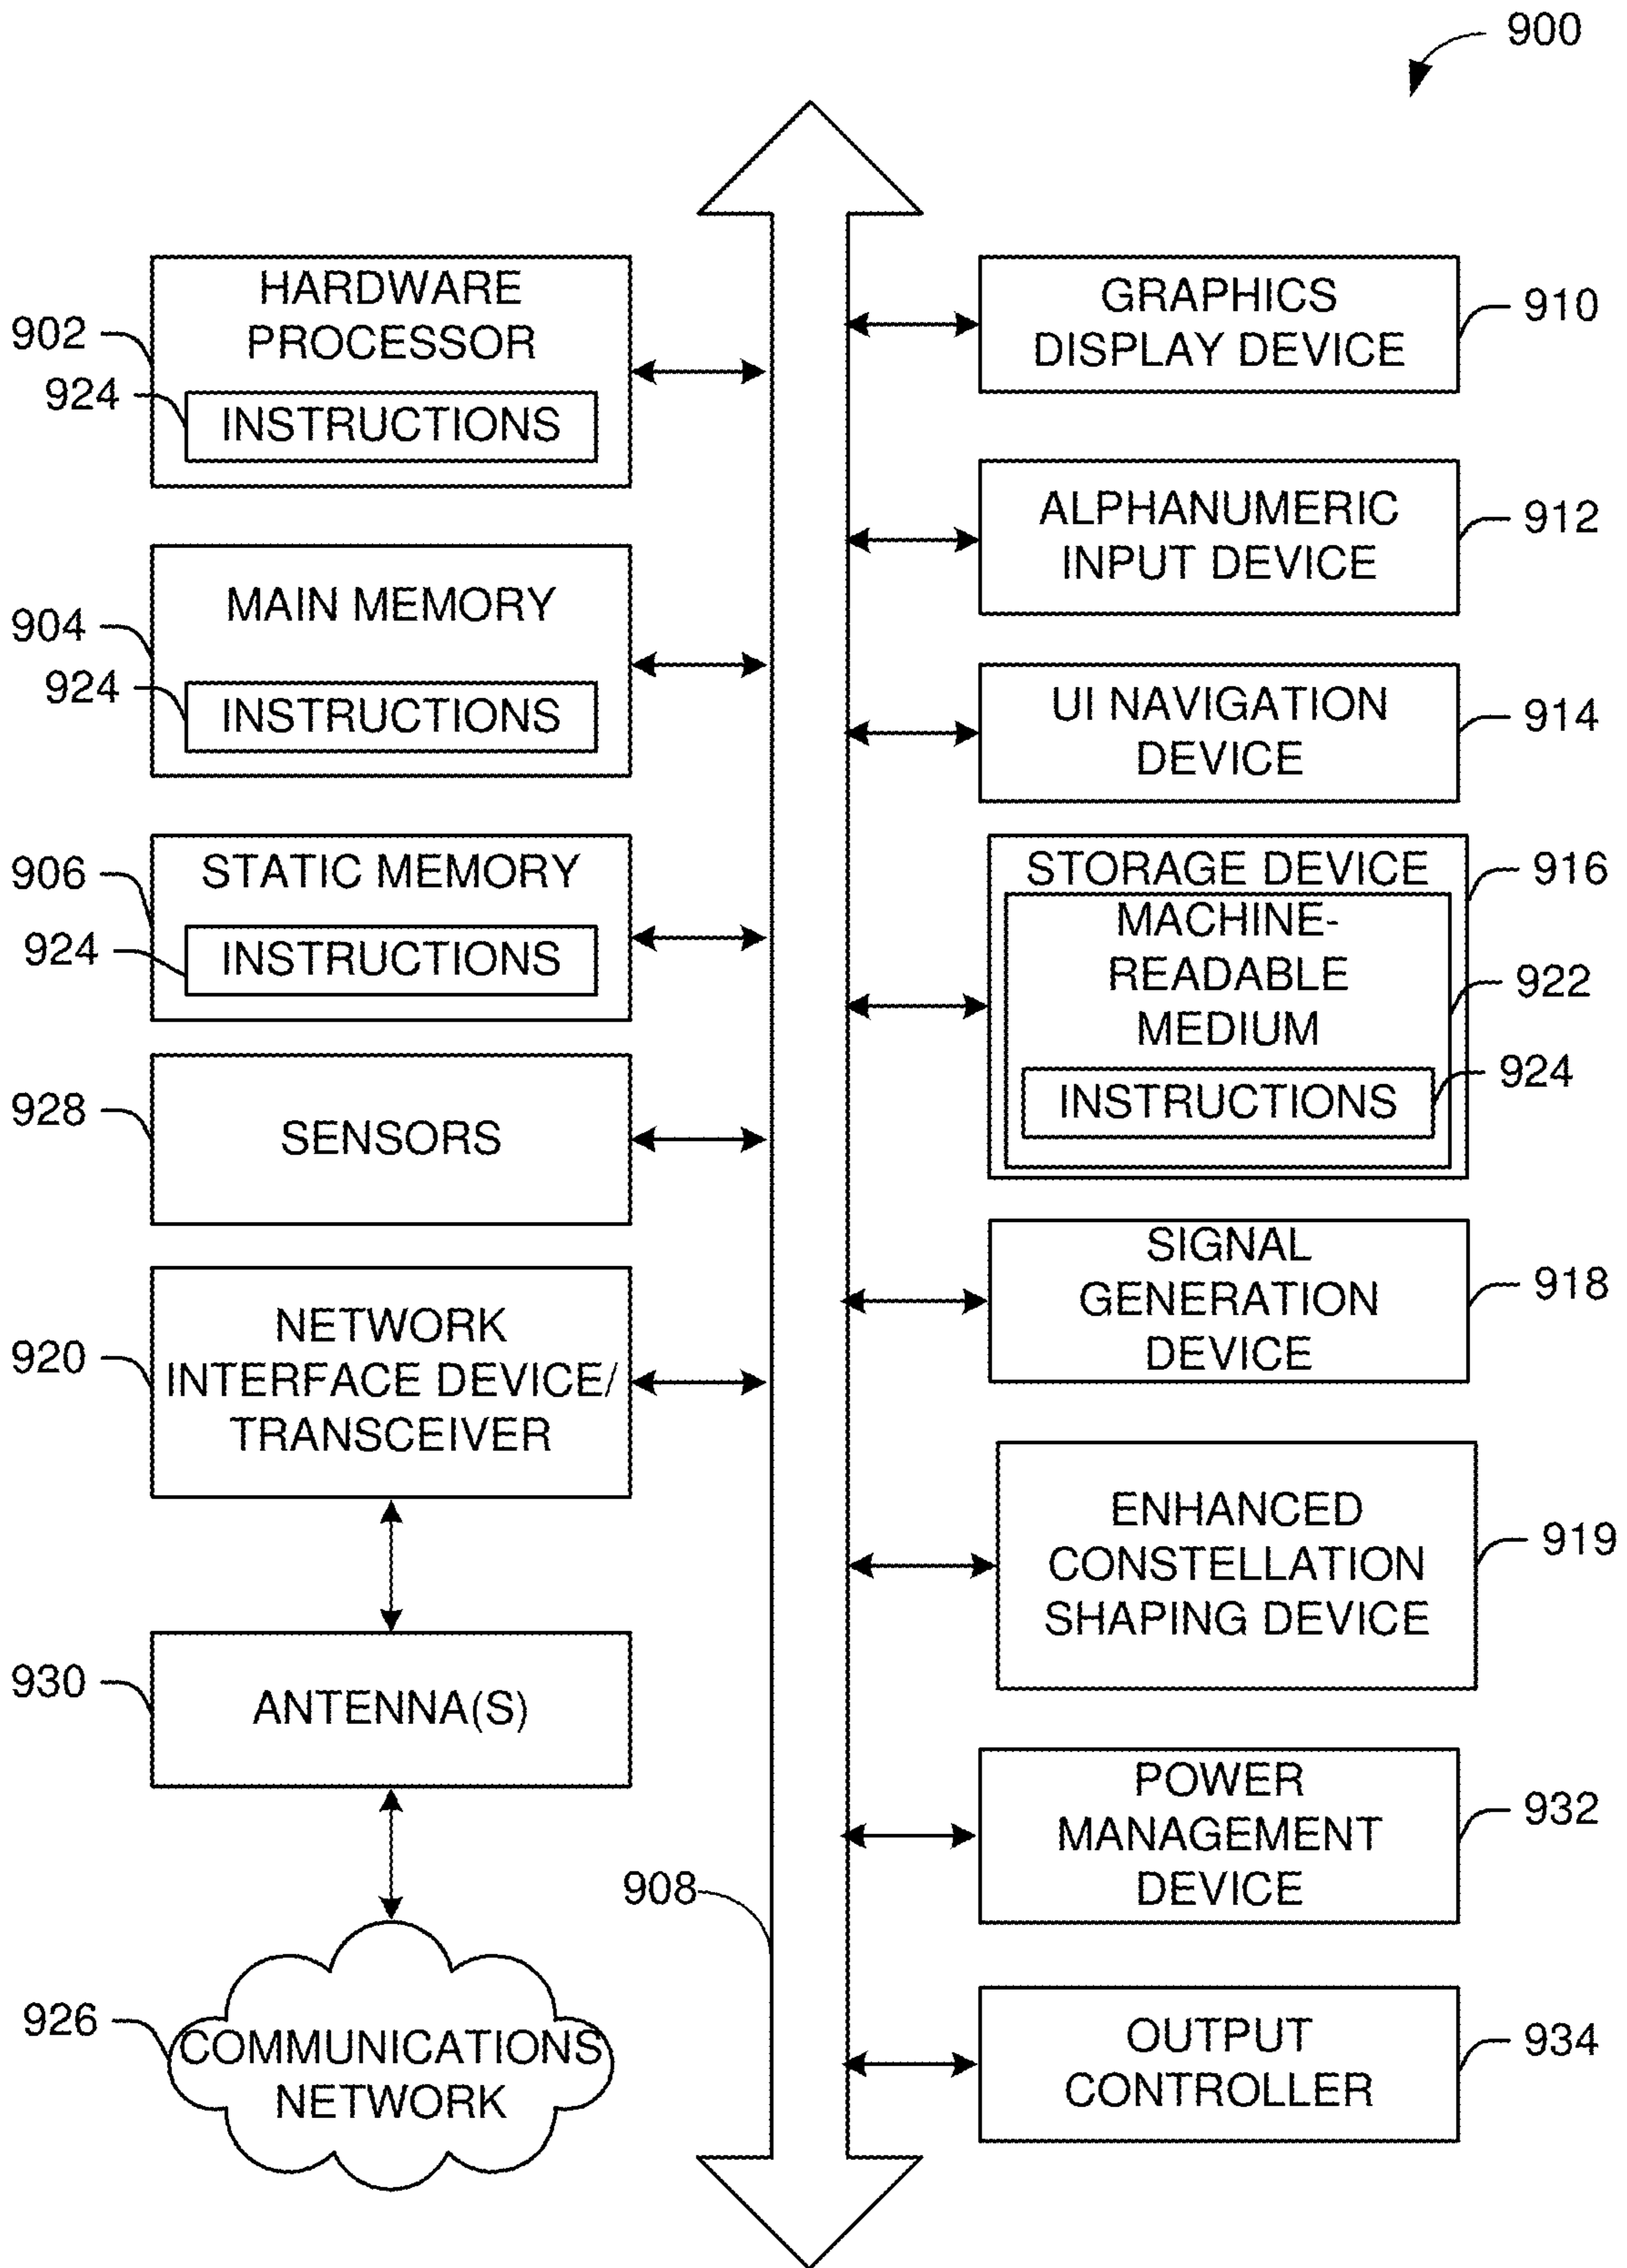 900
HARDWARE
PROCESSOR
902
924
INSTRUCTIONS
MAIN MEMORY
904
924
INSTRUCTIONS
STATIC MEMORY
906
924
INSTRUCTIONS
928
SENSORS
NETWORK
INTERFACE DEVICE/
TRANSCEIVER
920
930
ANTENNA(S)
908
926
COMMUNICATIONS
NETWORK
GRAPHICS
DISPLAY DEVICE
910
ALPHANUMERIC
INPUT DEVICE
912
UI NAVIGATION
DEVICE
914
STORAGE DEVICE
916
MACHINE-
READABLE
MEDIUM
922
INSTRUCTIONS
924
SIGNAL
GENERATION
DEVICE
918
ENHANCED
CONSTELLATION
SHAPING DEVICE
919
POWER
MANAGEMENT
DEVICE
932
OUTPUT
CONTROLLER
934